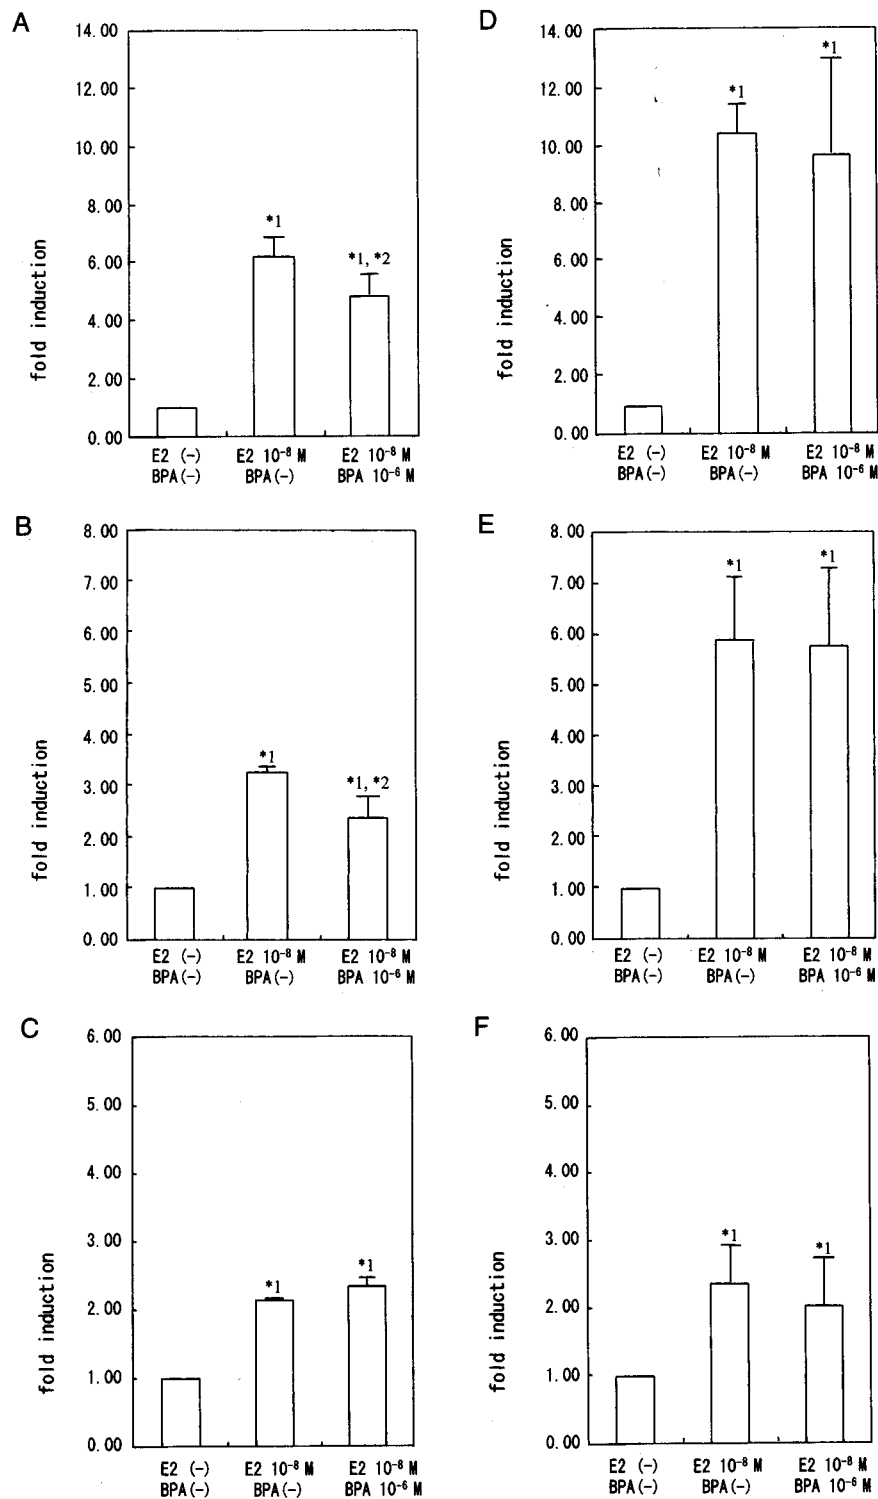 A
14.00
12.00
10.00
8.00
6.00
4.00
2.00
0.00
fold induction
*1
*1, *2
E2 (-) E2 10⁻⁸ M E2 10⁻⁸ M
BPA(-) BPA(-) BPA 10⁻⁶ M
D
14.00
12.00
10.00
8.00
6.00
4.00
2.00
0.00
fold induction
*1
*1
E2 (-) E2 10⁻⁸ M E2 10⁻⁸ M
BPA(-) BPA(-) BPA 10⁻⁶ M
B
8.00
7.00
6.00
5.00
4.00
3.00
2.00
1.00
0.00
fold induction
*1
*1, *2
E2 (-) E2 10⁻⁸ M E2 10⁻⁸ M
BPA(-) BPA(-) BPA 10⁻⁶ M
E
8.00
7.00
6.00
5.00
4.00
3.00
2.00
1.00
0.00
fold induction
*1
*1
E2 (-) E2 10⁻⁸ M E2 10⁻⁸ M
BPA(-) BPA(-) BPA 10⁻⁶ M
C
6.00
5.00
4.00
3.00
2.00
1.00
0.00
fold induction
*1
*1
E2 (-) E2 10⁻⁸ M E2 10⁻⁸ M
BPA(-) BPA(-) BPA 10⁻⁶ M
F
6.00
5.00
4.00
3.00
2.00
1.00
0.00
fold induction
*1
*1
E2 (-) E2 10⁻⁸ M E2 10⁻⁸ M
BPA(-) BPA(-) BPA 10⁻⁶ M